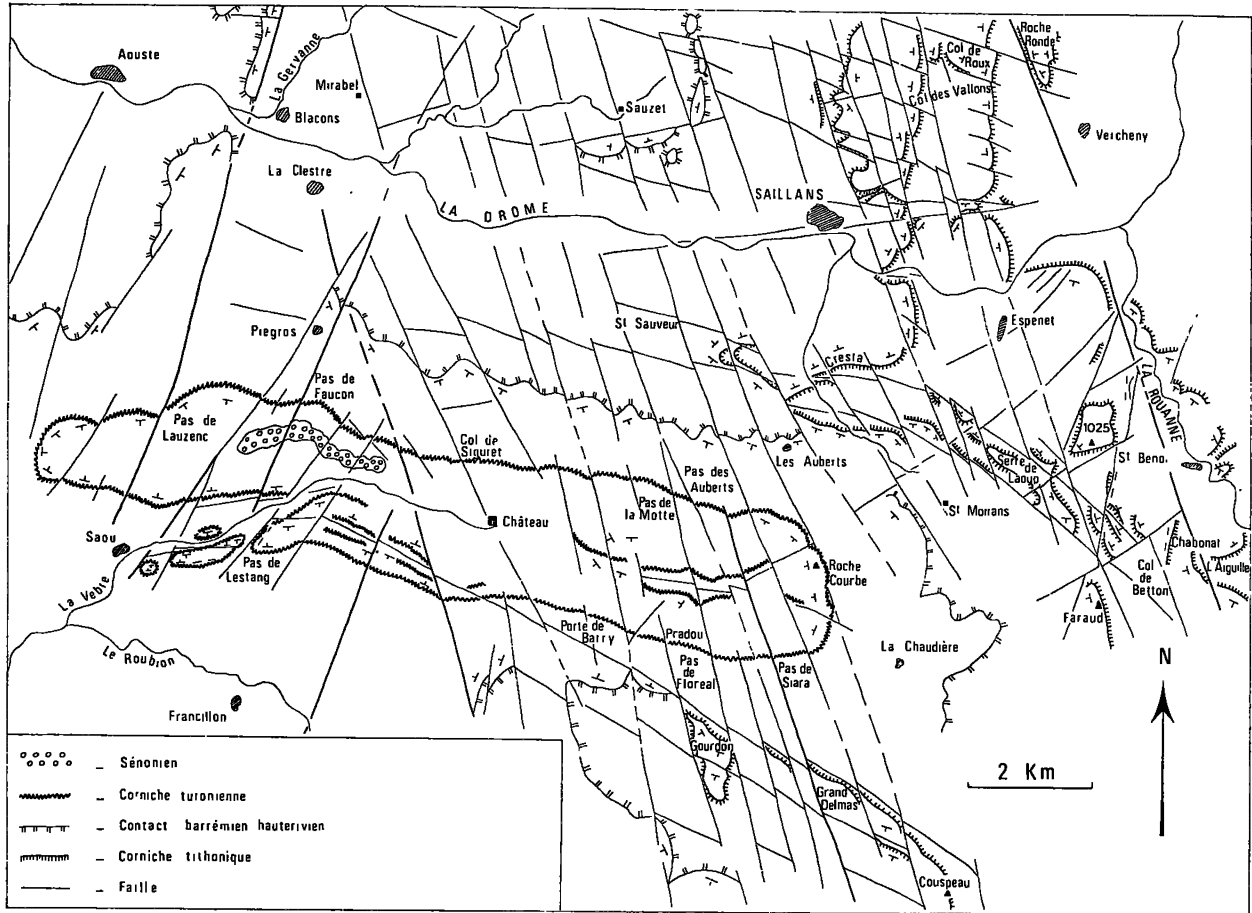 Aouste
La Gervanne
Mirabel
Blacons
Sauzet
Col de
Roux
Roche
Ronde
Col des Vallons
Vercheny
La Clestre
LA DROME
SAILLANS
Piegros
St Sauveur
Cresta
Espenet
LA ROUANNE
Pas de
Faucon
Pas de
Lauzenc
Col de
Siguret
Pas des
Auberts
Les Auberts
1025
St Beno.
Serre de
Laoyo
Pas de
la Motte
Château
St Morrans
Saou
Pas de
Lestang
Roche
Courbe
Chabonat
L'Aiguille
Col
de
Betton
Faraud
La Vebre
Porte de
Barry
Pradou
Pas
de
Floreal
Pas de
Siara
La Chaudière
Le Roubion
Francillon
N
Gourdon
Grand
Delmas
2 Km
Couspeau
- Sénonien
- Corniche turonienne
- Contact barrémien hauterivien
- Corniche tithonique
- Faille